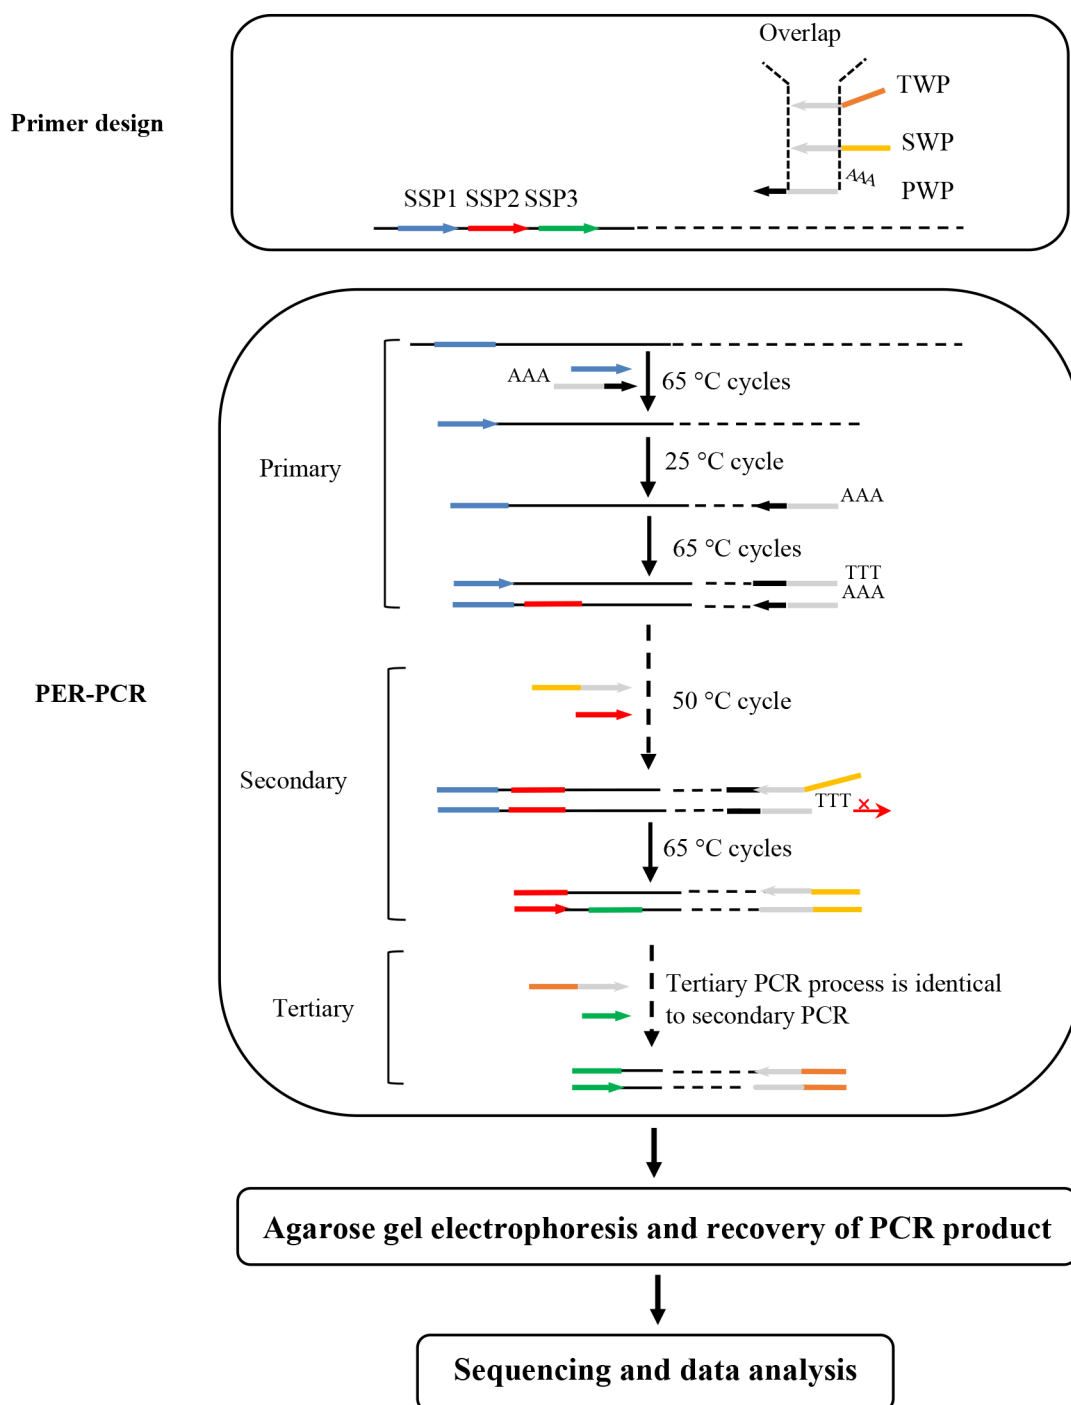 Overlap
TWP
Primer design
SWP
AAA
PWP
SSP1 SSP2 SSP3
AAA
65 °C cycles
Primary
25 °C cycle
AAA
65 °C cycles
TTT
AAA
PER-PCR
50 °C cycle
Secondary
TTT
×
65 °C cycles
Tertiary
Tertiary PCR process is identical
to secondary PCR
Agarose gel electrophoresis and recovery of PCR product
Sequencing and data analysis